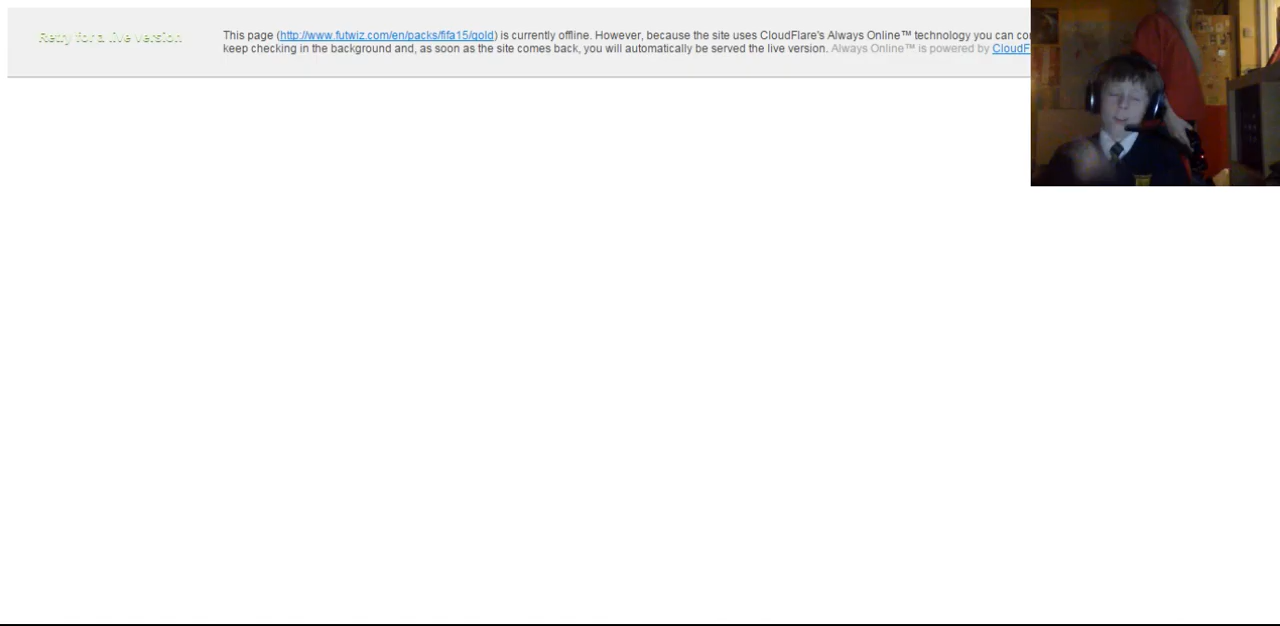 Retry for a live version
This page (http://www.futwiz.com/en/packs/fifa15/gold) is currently offline. However, because the site uses CloudFlare's Always Online™ technology you can
keep checking in the background and, as soon as the site comes back, you will automatically be served the live version. Always Online™ is powered by CloudF